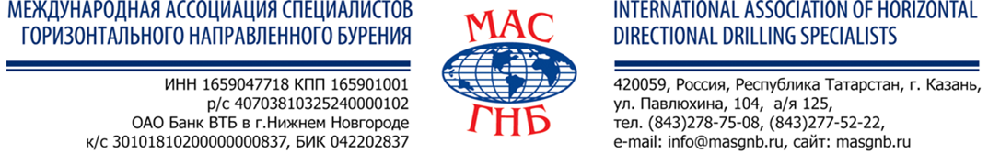 МЕЖДУНАРОДНАЯ АССОЦИАЦИЯ СПЕЦИАЛИСТОВ
ГОРИЗОНТАЛЬНОГО НАПРАВЛЕННОГО БУРЕНИЯ
ИНН 1659047718 КПП 165901001
р/с 40703810325240000102
ОАО Банк ВТБ в г.Нижнем Новгороде
к/с 30101810200000000837, БИК 042202837
МАС
ГНБ
INTERNATIONAL ASSOCIATION OF HORIZONTAL
DIRECTIONAL DRILLING SPECIALISTS
420059, Россия, Республика Татарстан, г. Казань,
ул. Павлюхина, 104, а/я 125,
тел. (843)278-75-08, (843)277-52-22,
e-mail: info@masgnb.ru, сайт: masgnb.ru